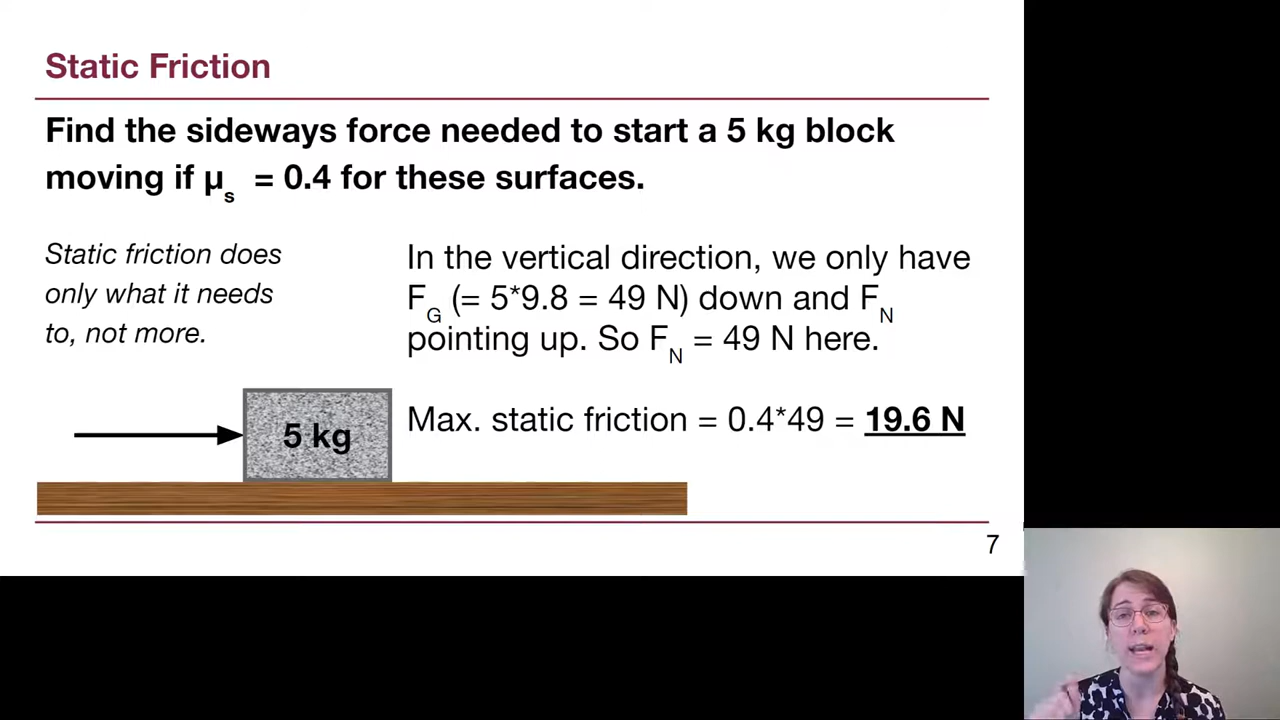 Static Friction
Find the sideways force needed to start a 5 kg block
moving if μs = 0.4 for these surfaces.
Static friction does
only what it needs
to, not more.
In the vertical direction, we only have
FG (= 5*9.8 = 49 N) down and FN
pointing up. So FN = 49 N here.
Max. static friction = 0.4*49 = 19.6 N
5 kg
7